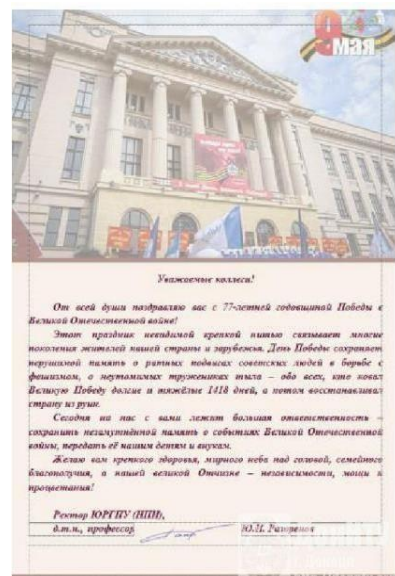 9
мая
Уважаемые коллеги!
От всей души поздравляю вас с 77-летней годовщиной Победы в
Великой Отечественной войне!
Этот праздник невидимой крепкой нитью связывает многие
поколения жителей нашей страны и зарубежья. День Победы сохраняет
нерушимой память о ратных подвигах советских людей в борьбе с
фашизмом, о неутомимых тружениках тыла – обо всех, кто ковал
Великую Победу долгие и тяжёлые 1418 дней, а потом восстанавливал
страну из руин.
Сегодня на нас с вами лежит большая ответственность –
сохранить незамутнённой память о событиях Великой Отечественной
войны, передать её нашим детям и внукам.
Желаю вам крепкого здоровья, мирного неба над головой, семейного
благополучия, а нашей великой Отчизне – независимости, мощи и
процветания!
Ректор ЮРГПУ (НПИ),
д.т.н., профессор Ю.И. Разоренов